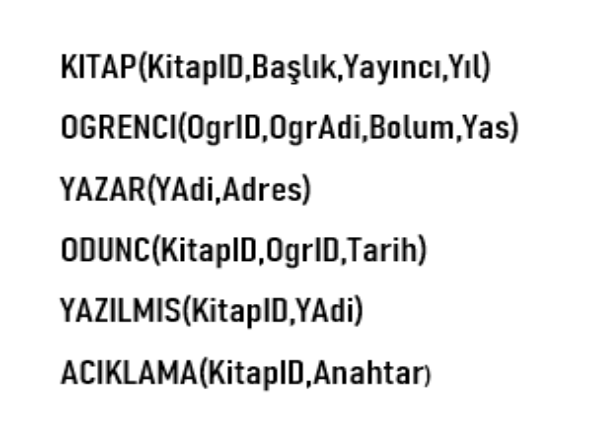 KITAP(KitapID,Başlık,Yayıncı,Yıl)
OGRENCI(OgrID,OgrAdi,Bolum,Yas)
YAZAR(YAdi,Adres)
ODUNC(KitapID,OgrID,Tarih)
YAZILMIS(KitapID,YAdi)
ACIKLAMA(KitapID,Anahtar)